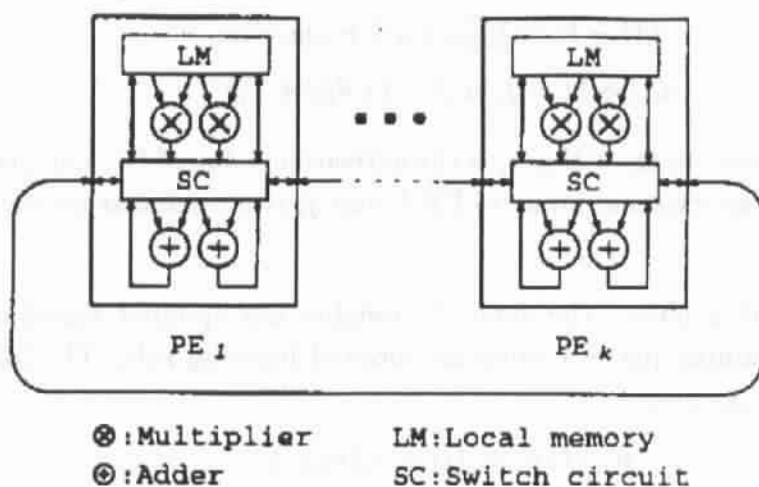 LM LM
SC SC
PE 1 PE k
⊗:Multiplier LM:Local memory
⊕:Adder SC:Switch circuit